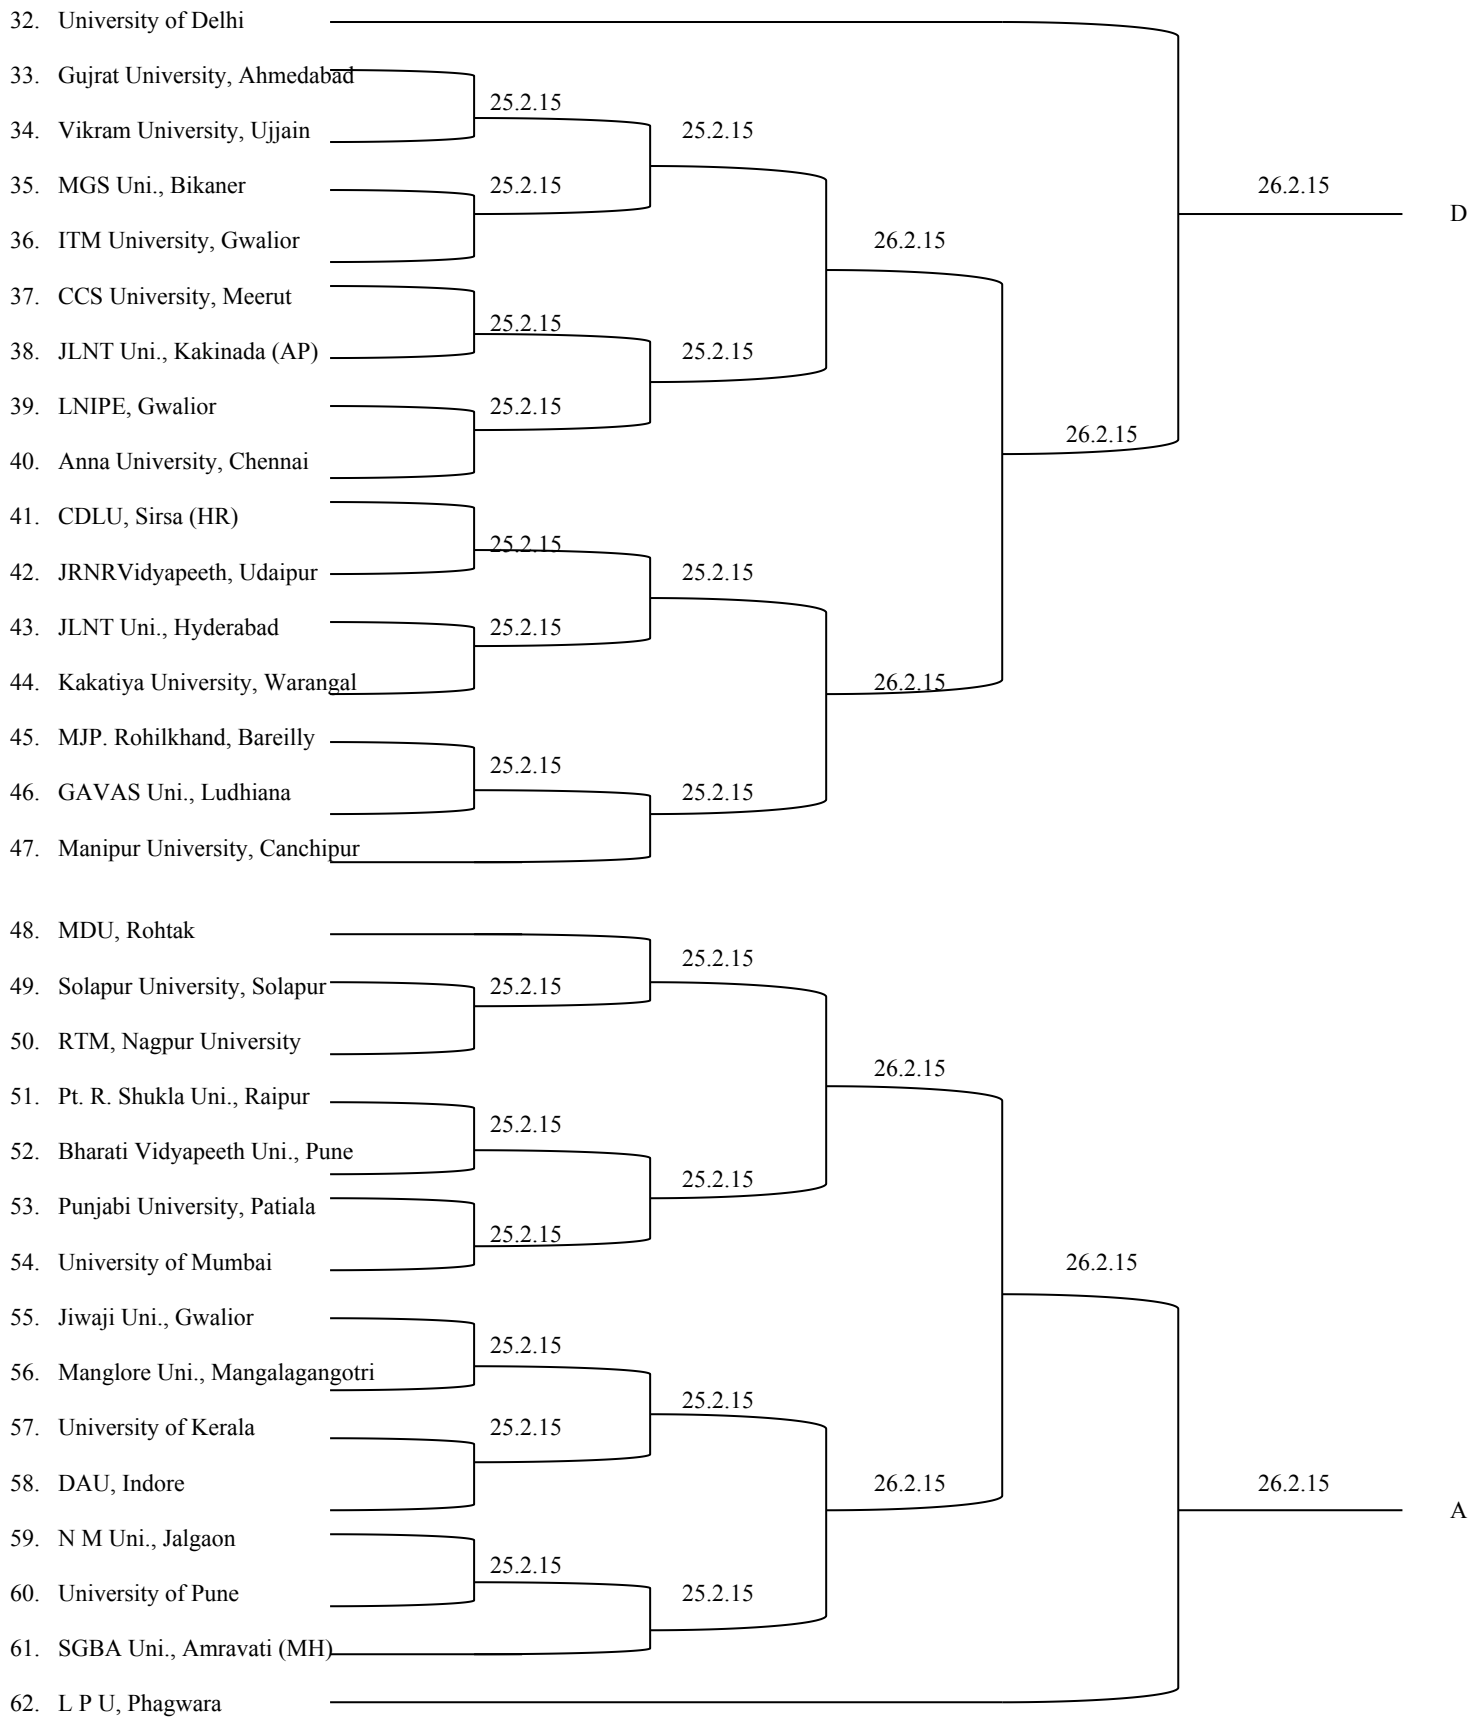 32. University of Delhi
33. Gujrat University, Ahmedabad
25.2.15
34. Vikram University, Ujjain 25.2.15
35. MGS Uni., Bikaner 25.2.15 26.2.15
D
36. ITM University, Gwalior 26.2.15
37. CCS University, Meerut
25.2.15
38. JLNT Uni., Kakinada (AP) 25.2.15
39. LNIPE, Gwalior 25.2.15
26.2.15
40. Anna University, Chennai
41. CDLU, Sirsa (HR)
25.2.15
42. JRNRVidyapeeth, Udaipur 25.2.15
43. JLNT Uni., Hyderabad 25.2.15
44. Kakatiya University, Warangal 26.2.15
45. MJP. Rohilkhand, Bareilly
25.2.15
46. GAVAS Uni., Ludhiana 25.2.15
47. Manipur University, Canchipur
48. MDU, Rohtak
25.2.15
49. Solapur University, Solapur 25.2.15
50. RTM, Nagpur University
26.2.15
51. Pt. R. Shukla Uni., Raipur
25.2.15
52. Bharati Vidyapeeth Uni., Pune
25.2.15
53. Punjabi University, Patiala
25.2.15
54. University of Mumbai 26.2.15
55. Jiwaji Uni., Gwalior
25.2.15
56. Manglore Uni., Mangalagangotri
25.2.15
57. University of Kerala 25.2.15
58. DAU, Indore 26.2.15 26.2.15
A
59. N M Uni., Jalgaon
25.2.15
60. University of Pune 25.2.15
61. SGBA Uni., Amravati (MH)
62. L P U, Phagwara